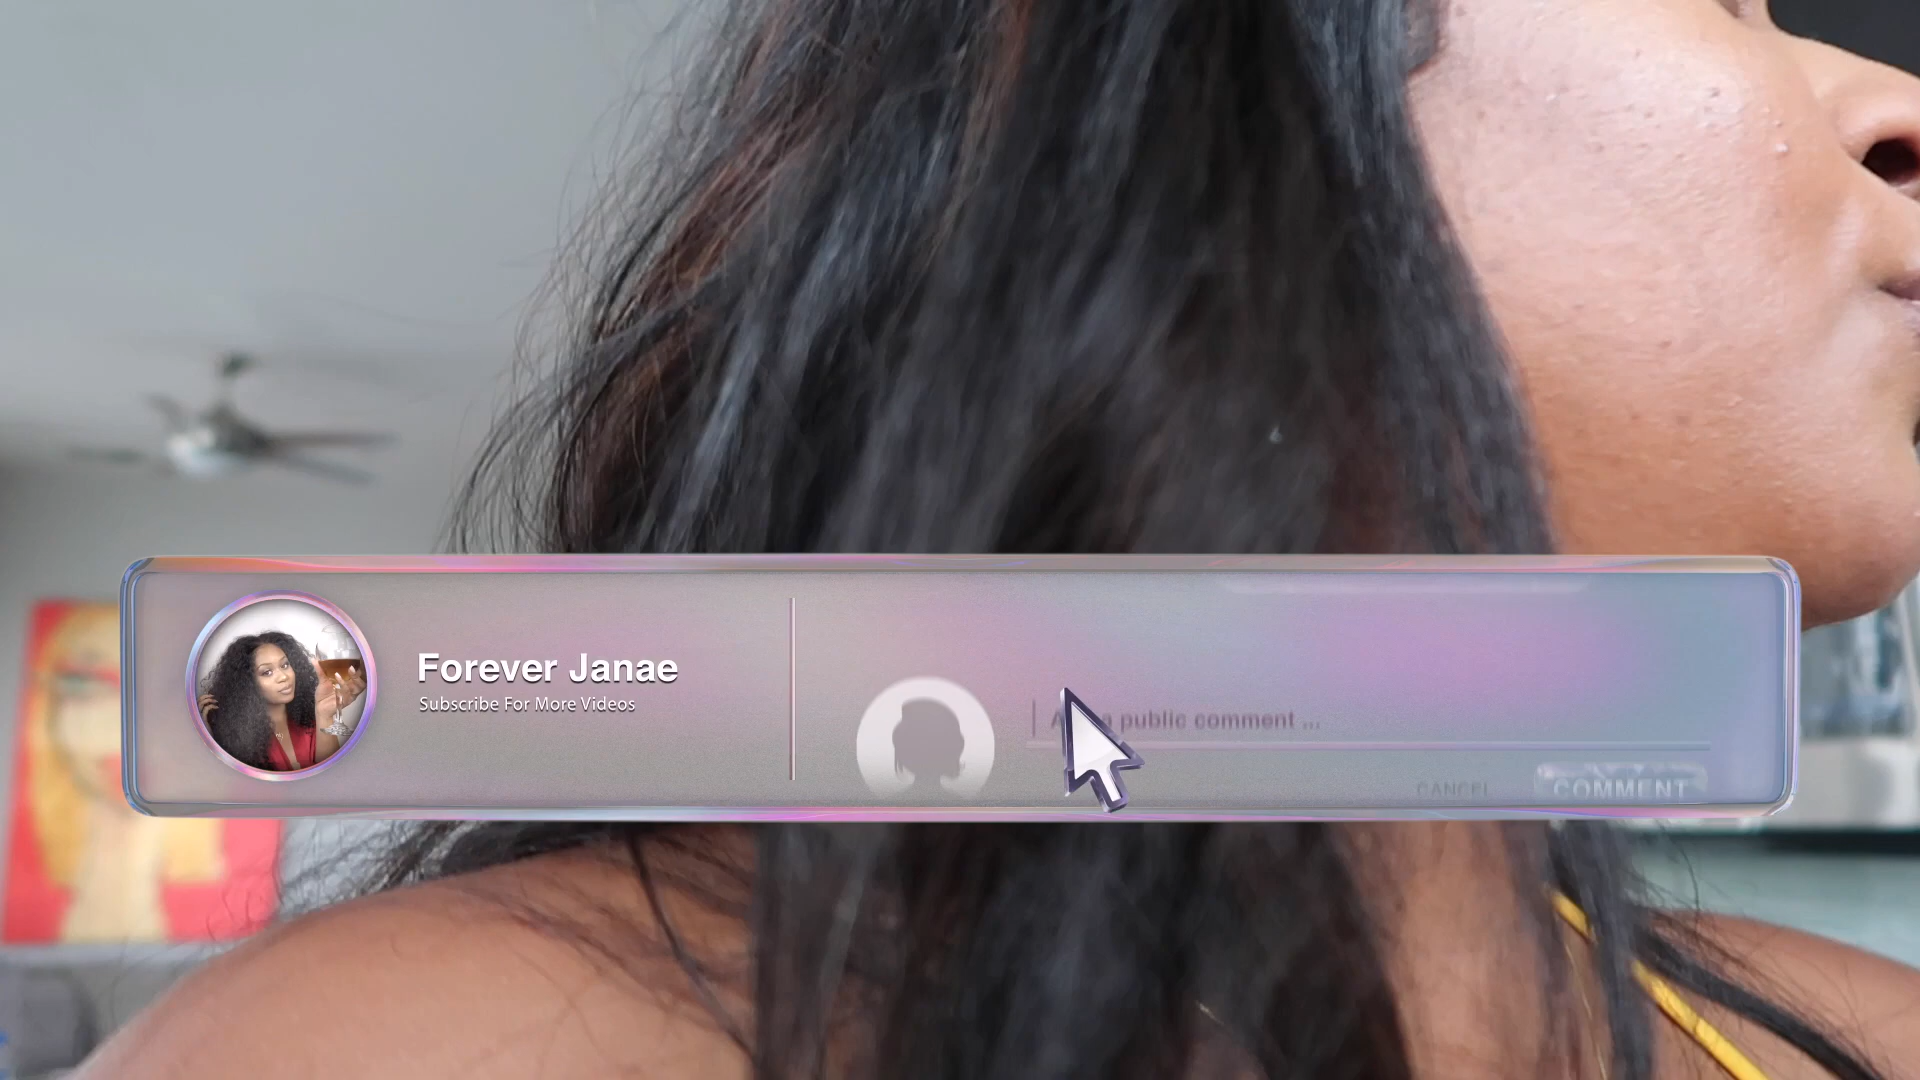 Forever Janae
Subscribe For More Videos
public comment ...
CANCEL
COMMENT